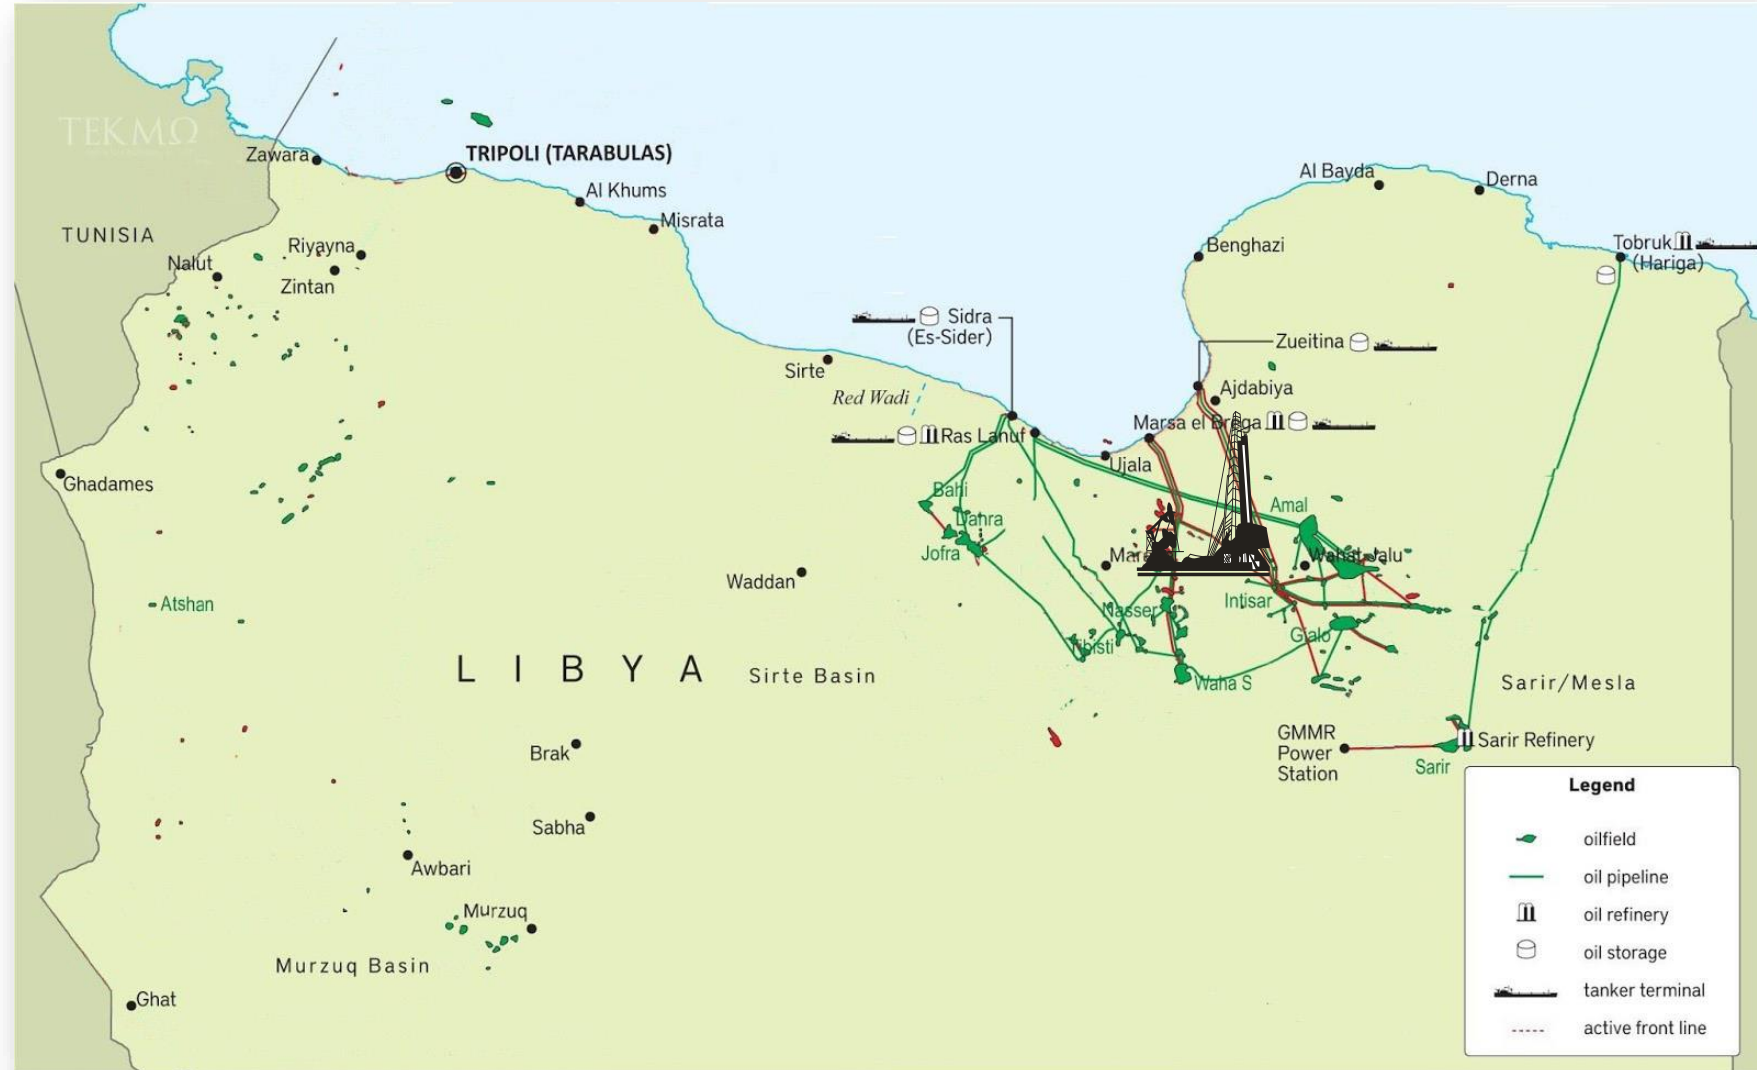 TEKMΩ
Zawara
TRIPOLI (TARABULAS)
Al Khums
Misrata
TUNISIA
Riyayna
Nalut
Zintan
Al Bayda
Derna
Benghazi
Tobruk
(Hariga)
Sidra
(Es-Sider)
Zueitina
Sirte
Red Wadi
Ajdabiya
Marsa el Brega
Ras Lanuf
Ujala
Ghadames
Bahi
Dahra
Jofra
Amal
Wahat Jalu
Waddan
Atshan
Nasser
Intisar
Gialo
Tibisti
LIBYA
Sirte Basin
Waha S
Sarir/Mesla
GMMR
Power
Station
Sarir Refinery
Sarir
Brak
Sabha
Awbari
Murzuq
Murzuq Basin
Ghat
Legend
oilfield
oil pipeline
oil refinery
oil storage
tanker terminal
active front line